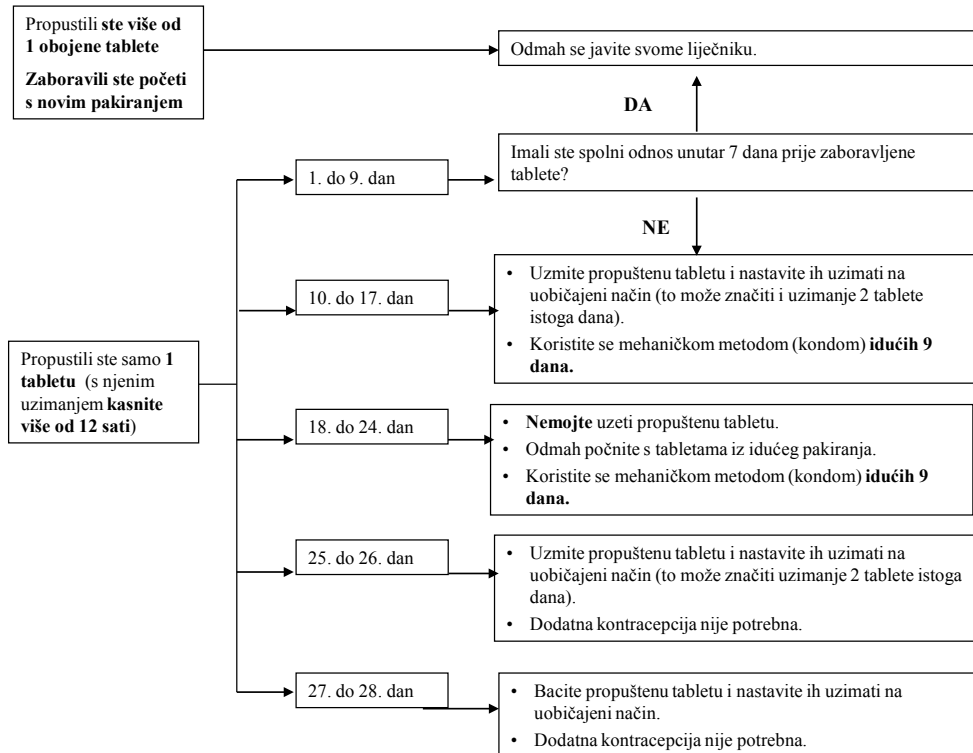 Propustili ste više od
1 obojene tablete
Zaboravili ste početi
s novim pakiranjem
Odmah se javite svome liječniku.
DA
Imali ste spolni odnos unutar 7 dana prije zaboravljene
tablete?
1. do 9. dan
NE
10. do 17. dan
• Uzmite propuštenu tabletu i nastavite ih uzimati na
uobičajeni način (to može značiti i uzimanje 2 tablete
istoga dana).
• Koristite se mehaničkom metodom (kondom) idućih 9
dana.
Propustili ste samo 1
tabletu (s njenim
uzimanjem kasnite
više od 12 sati)
18. do 24. dan
• Nemojte uzeti propuštenu tabletu.
• Odmah počnite s tabletama iz idućeg pakiranja.
• Koristite se mehaničkom metodom (kondom) idućih 9
dana.
25. do 26. dan
• Uzmite propuštenu tabletu i nastavite ih uzimati na
uobičajeni način (to može značiti uzimanje 2 tablete istoga
dana).
• Dodatna kontracepcija nije potrebna.
27. do 28. dan
• Bacite propuštenu tabletu i nastavite ih uzimati na
uobičajeni način.
• Dodatna kontracepcija nije potrebna.